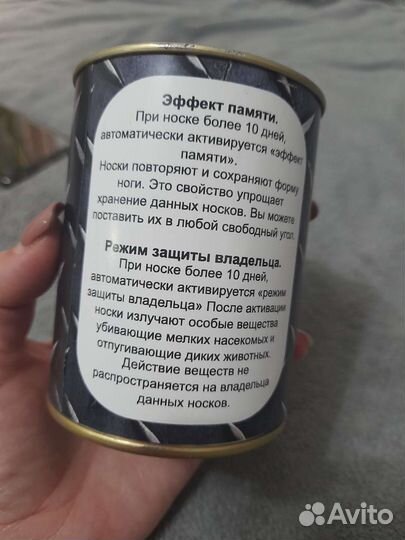 Эффект памяти.
При носке более 10 дней,
автоматически активируется «эффект
памяти».
Носки повторяют и сохраняют форму
ноги. Это свойство упрощает
хранение данных носков. Вы можете
поставить их в любой свободный угол.
Режим защиты владельца.
При носке более 10 дней,
автоматически активируется «режим
защиты владельца» После активации
носки излучают особые вещества
убивающие мелких насекомых и
отпугивающие диких животных.
Действие веществ не
распространяется на владельца
данных носков.
Avito